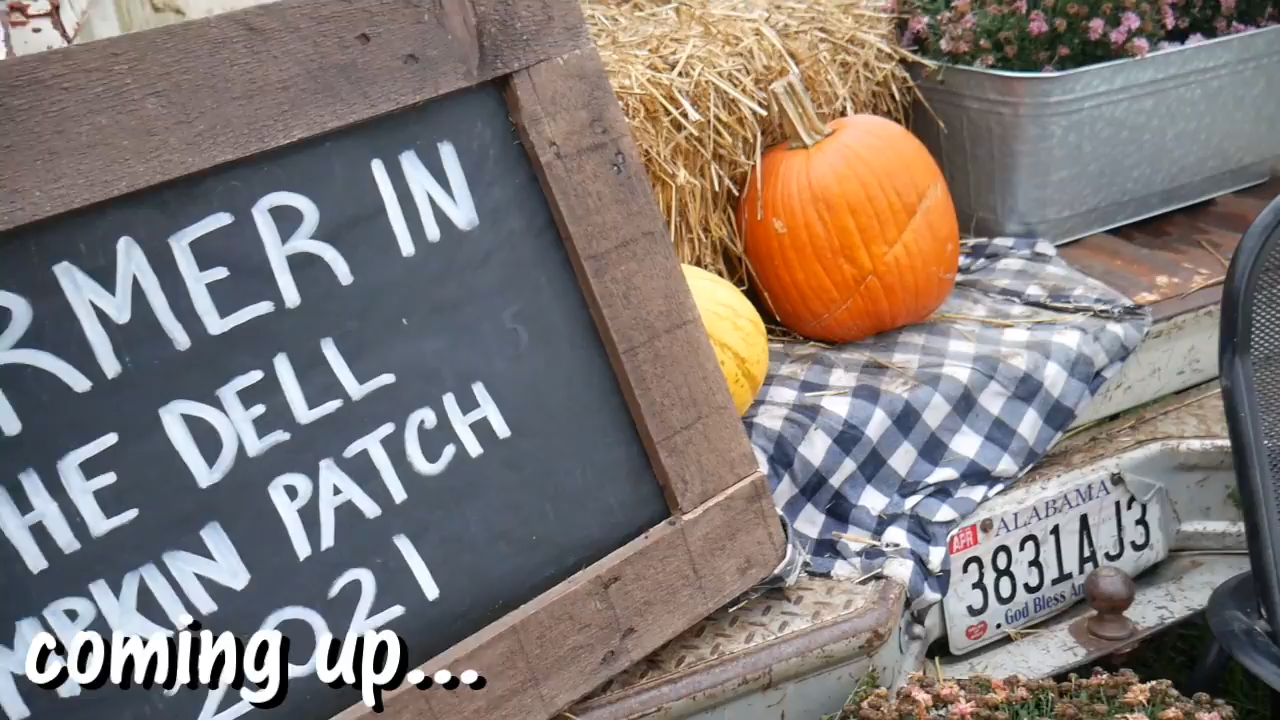 RMER IN
HE DELL
MPKIN PATCH
2021
coming up...
APR
ALABAMA
3831AJ3
God Bless Am